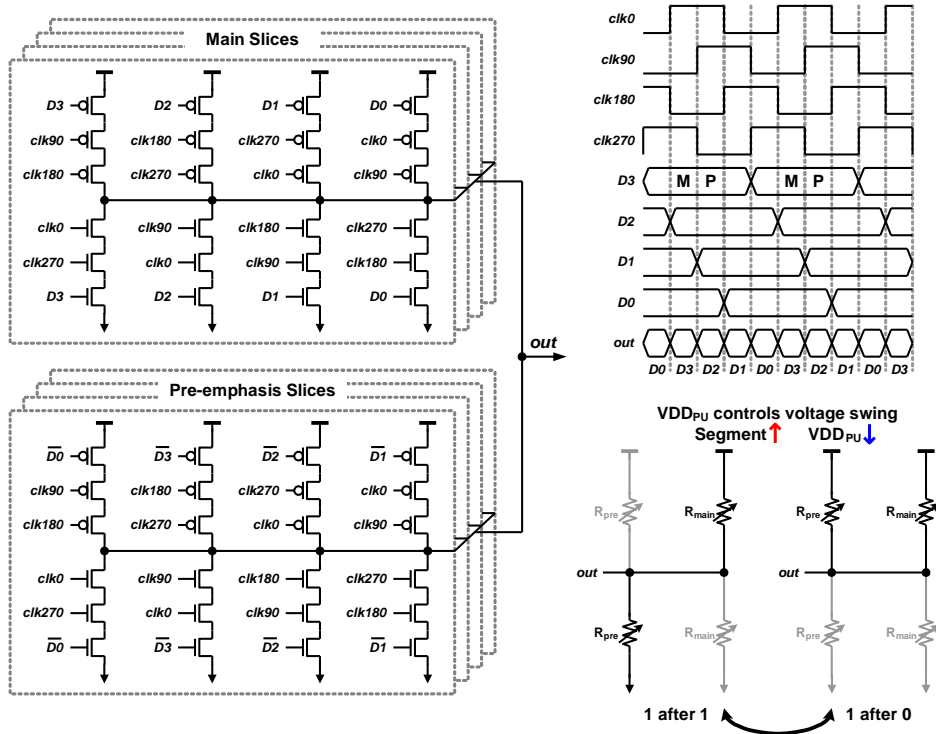 Main Slices
D3 D2 D1 D0
clk90 clk180 clk270 clk0
clk180 clk270 clk0 clk90
clk0 clk90 clk180 clk270
clk270 clk0 clk90 clk180
D3 D2 D1 D0
out
Pre-emphasis Slices
D̅0̅ D̅3̅ D̅2̅ D̅1̅
clk90 clk180 clk270 clk0
clk180 clk270 clk0 clk90
clk0 clk90 clk180 clk270
clk270 clk0 clk90 clk180
D̅0̅ D̅3̅ D̅2̅ D̅1̅
clk0
clk90
clk180
clk270
D3 M P M P
D2
D1
D0
out
D0 D3 D2 D1 D0 D3 D2 D1 D0 D3
VDDPU controls voltage swing
Segment↑ VDDPU↓
Rpre Rmain Rpre Rmain
out out
Rpre Rmain Rpre Rmain
1 after 1 1 after 0